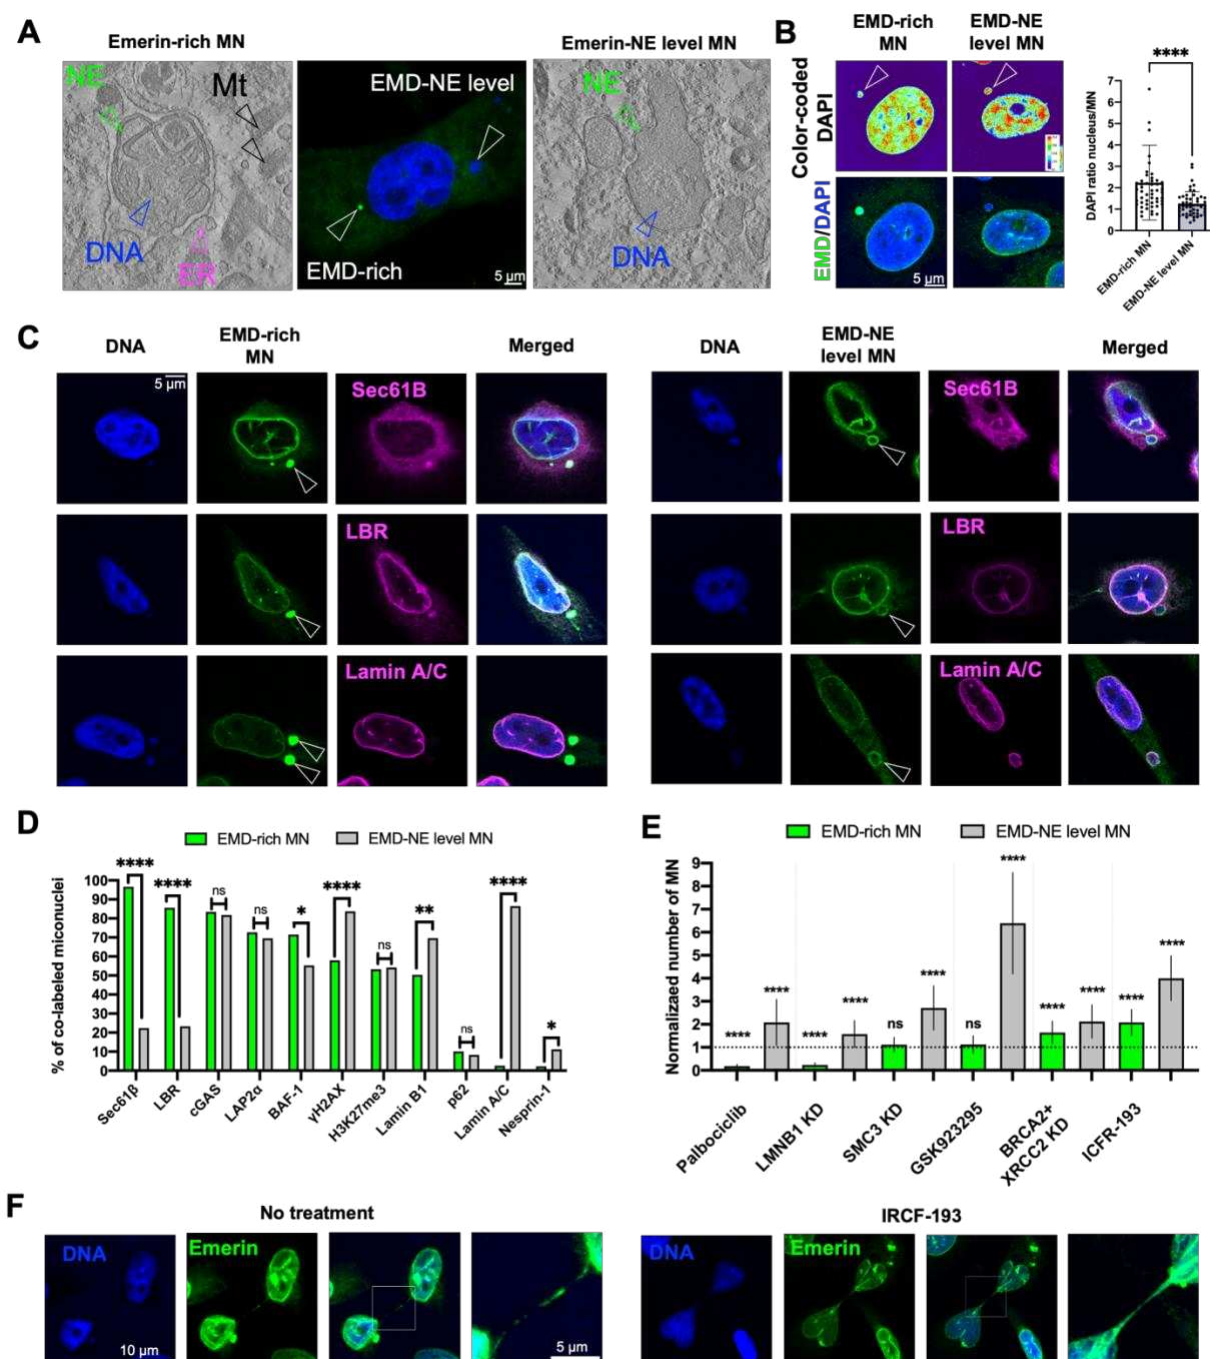 A
Emerin-rich MN
Emerin-NE level MN
NE
Mt
DNA
ER
EMD-NE level
EMD-rich
5 µm
NE
DNA
B
EMD-rich
MN
EMD-NE
level MN
Color-coded
DAPI
EMD/DAPI
5 µm
****
DAPI ratio nucleus/MN
7
6
5
4
3
2
1
0
EMD-rich MN
EMD-NE level MN
C
DNA
EMD-rich
MN
Merged
DNA
EMD-NE
level MN
Merged
5 µm
Sec61B
Sec61B
LBR
LBR
Lamin A/C
Lamin A/C
D
EMD-rich MN
EMD-NE level MN
% of co-labeled miconuclei
100
90
80
70
60
50
40
30
20
10
0
****
****
ns
ns
*
****
ns
**
ns
****
*
Sec61β
LBR
cGAS
LAP2α
BAF-1
γH2AX
H3K27me3
Lamin B1
p62
Lamin A/C
Nesprin-1
E
EMD-rich MN
EMD-NE level MN
Normalizaed number of MN
9
8
7
6
5
4
3
2
1
0
****
****
****
****
ns
****
ns
****
****
****
****
****
Palbociclib
LMNB1 KD
SMC3 KD
GSK923295
BRCA2+
XRCC2 KD
ICFR-193
F
No treatment
IRCF-193
DNA
Emerin
10 µm
5 µm
DNA
Emerin